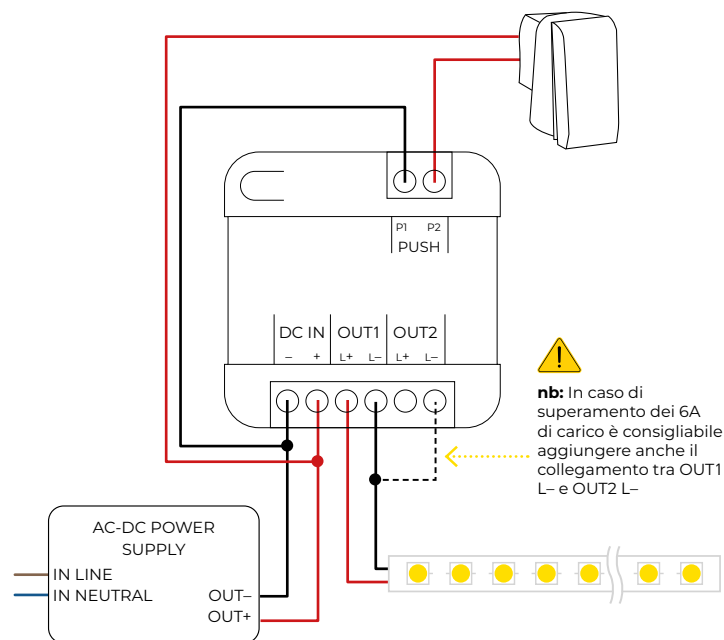 P1 P2
PUSH
DC IN OUT1 OUT2
– + L+ L– L+ L–
nb: In caso di
superamento dei 6A
di carico è consigliabile
aggiungere anche il
collegamento tra OUT1
L– e OUT2 L–
AC-DC POWER
SUPPLY
IN LINE
IN NEUTRAL
OUT–
OUT+